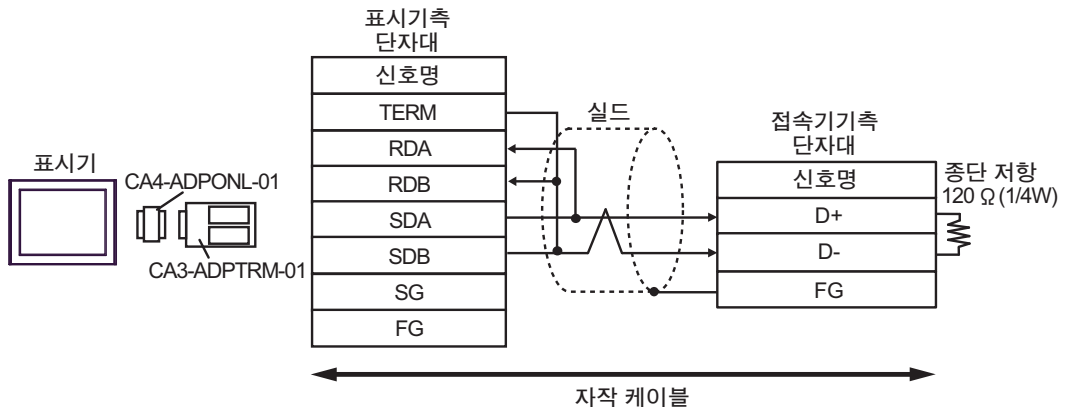 표시기측
단자대
신호명
TERM
RDA
RDB
SDA
SDB
SG
FG
실드
접속기기측
단자대
신호명
D+
D-
FG
종단 저항
120 Ω (1/4W)
표시기
CA4-ADPONL-01
CA3-ADPTRM-01
자작 케이블